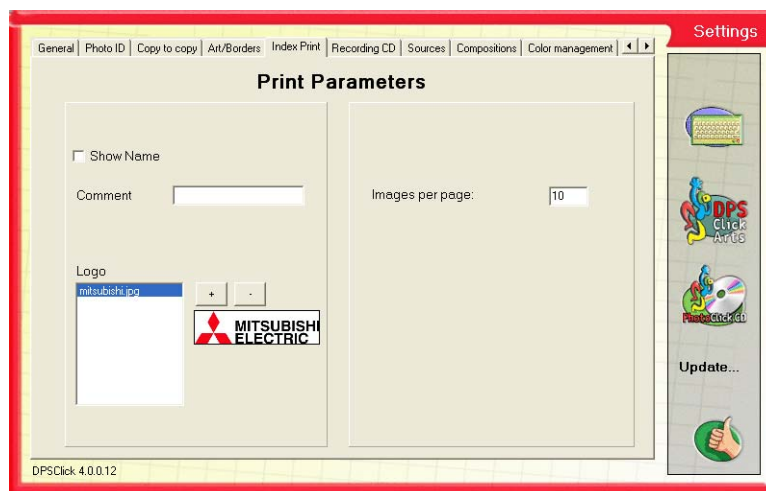 Settings
General Photo ID Copy to copy Art/Borders Index Print Recording CD Sources Compositions Color management
Print Parameters
Show Name
Comment
Images per page: 10
Logo
mitsubishi.jpg
+ -
MITSUBISHI
ELECTRIC
DPS
Click
Arts
PhotoClick.CD
Update...
DPSClick 4.0.0.12